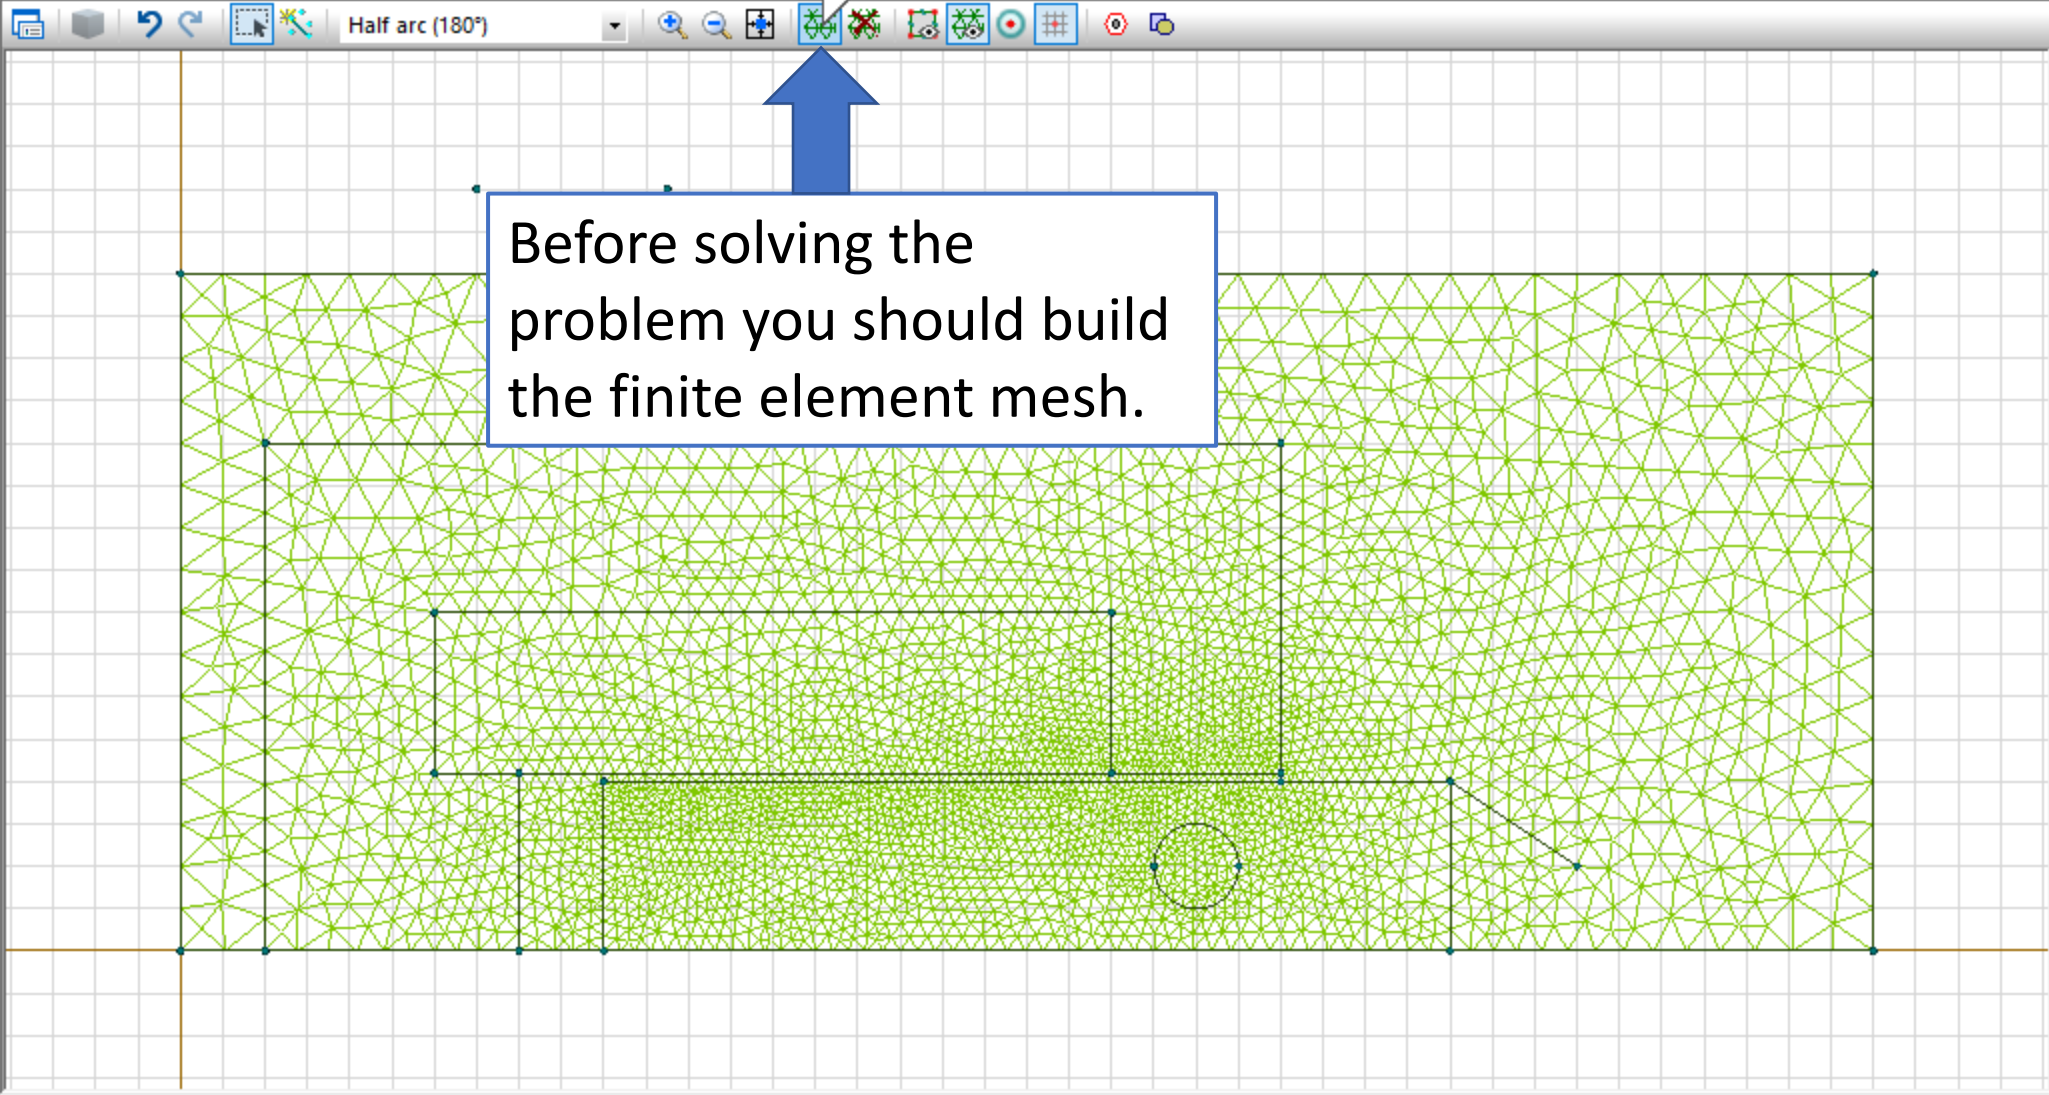 Half arc (180°)
Before solving the
problem you should build
the finite element mesh.